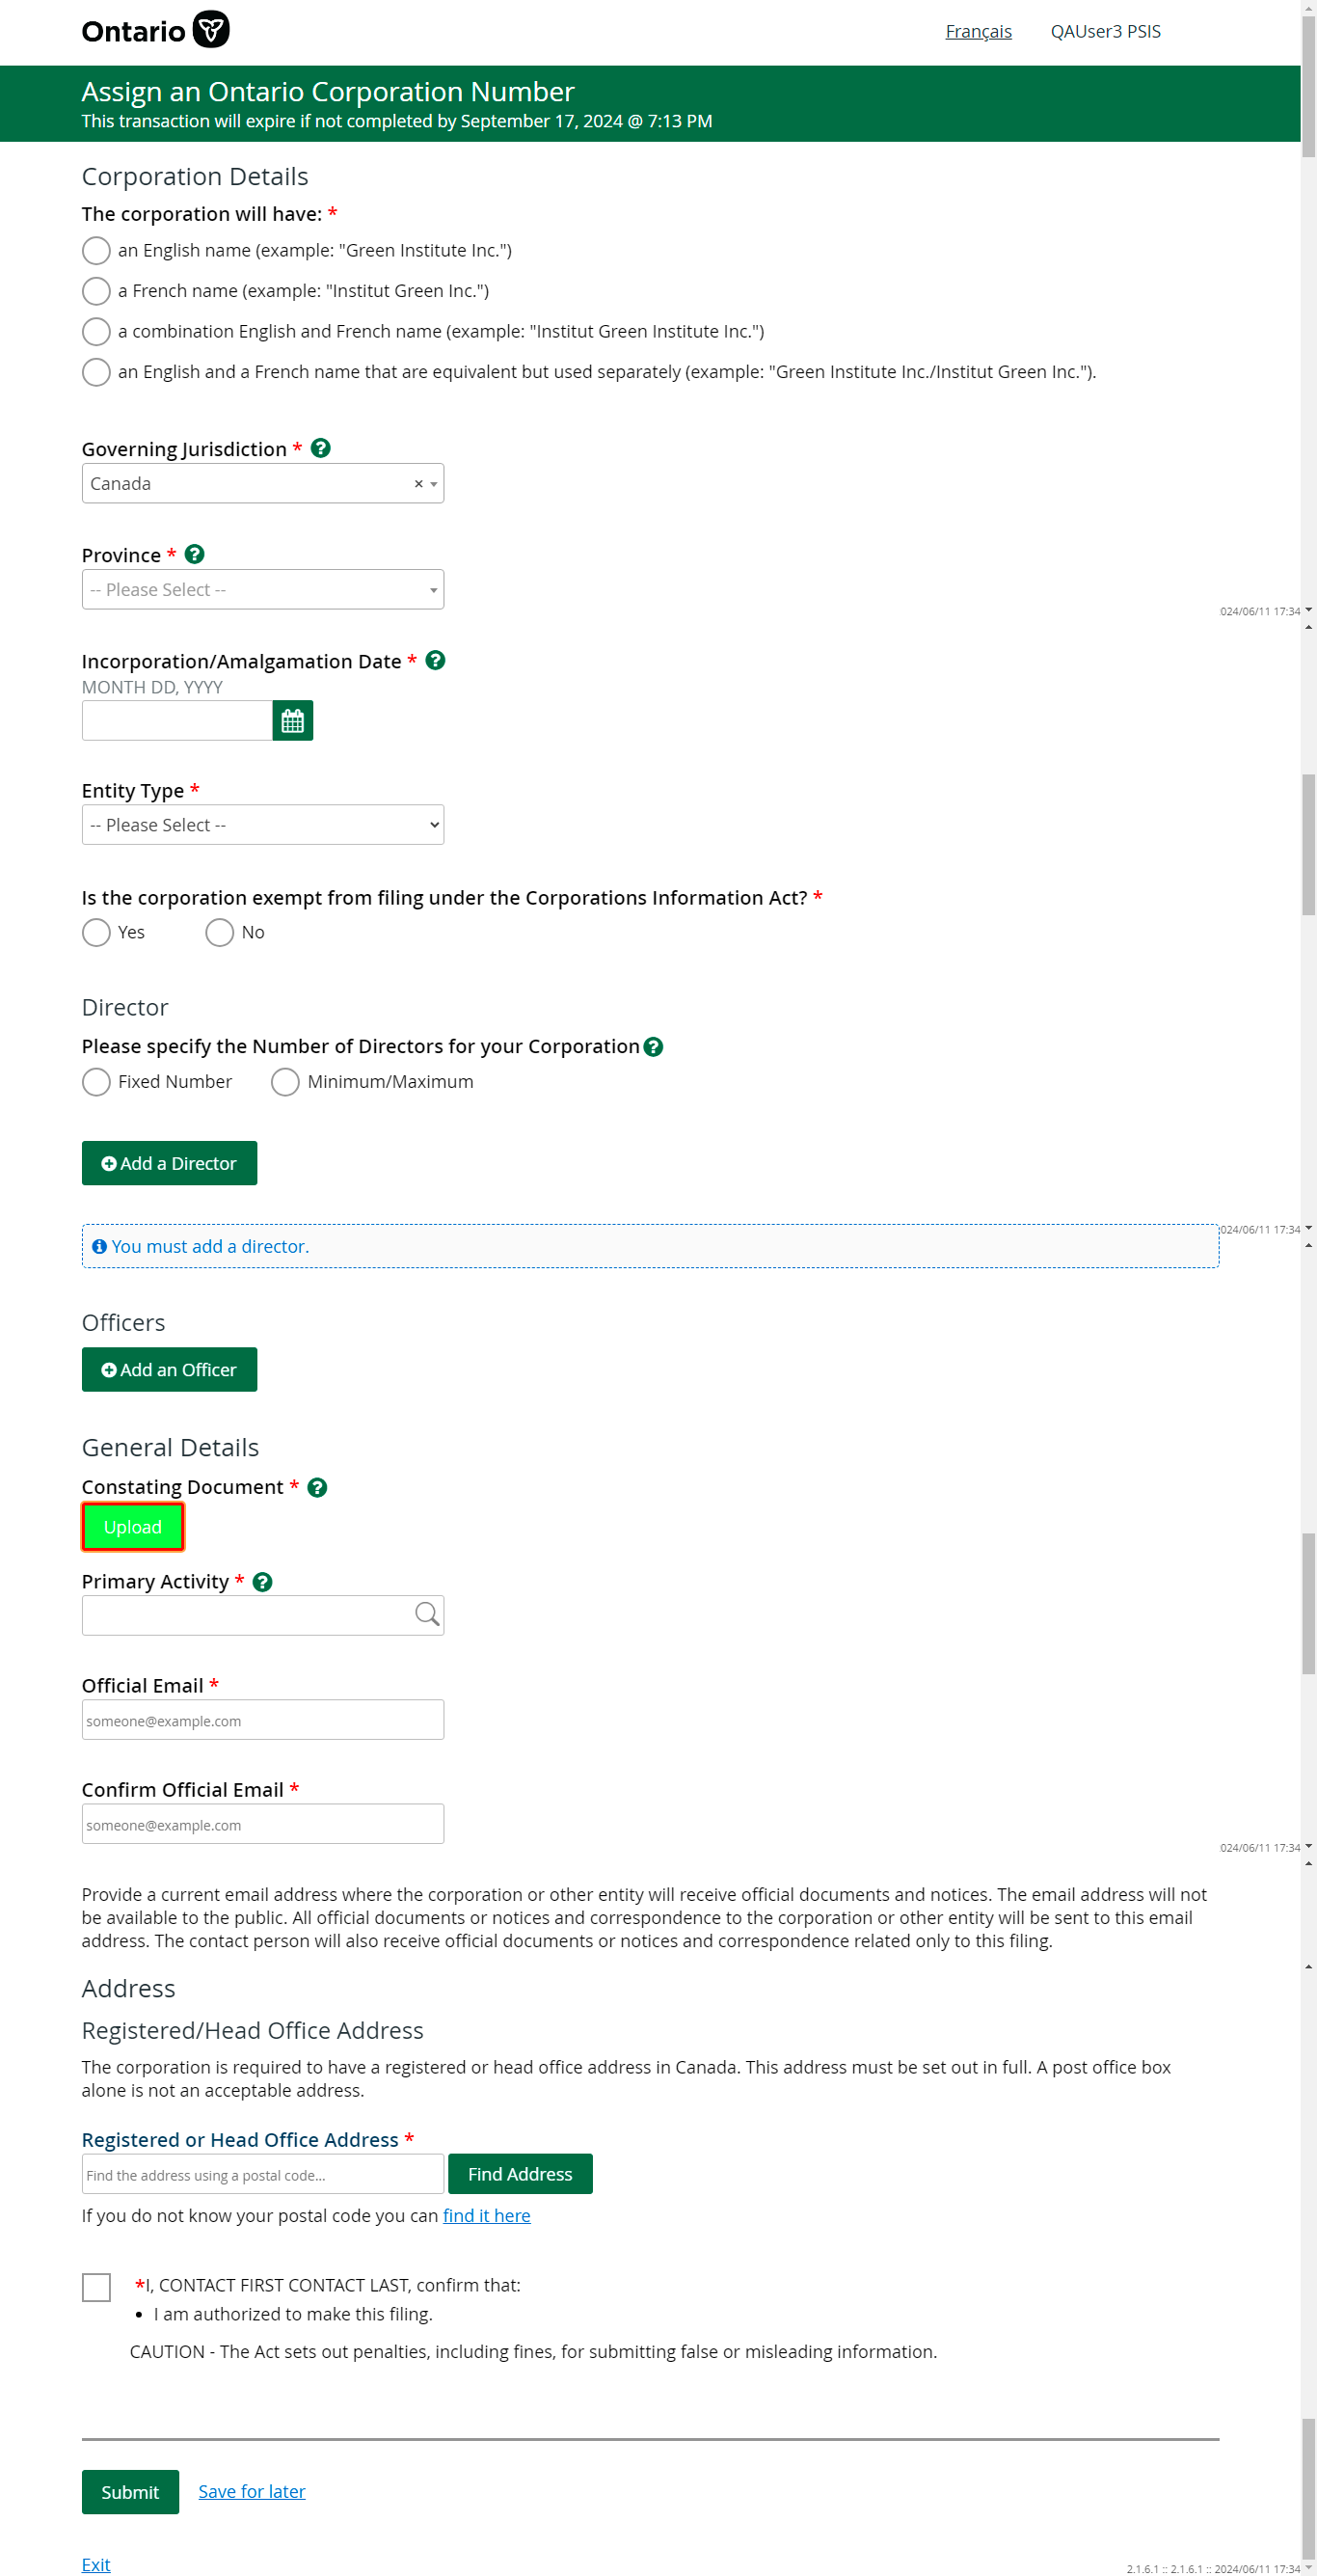 Ontario
Français QAUser3 PSIS
Assign an Ontario Corporation Number
This transaction will expire if not completed by September 17, 2024 @ 7:13 PM
Corporation Details
The corporation will have: *
an English name (example: "Green Institute Inc.")
a French name (example: "Institut Green Inc.")
a combination English and French name (example: "Institut Green Institute Inc.")
an English and a French name that are equivalent but used separately (example: "Green Institute Inc./Institut Green Inc.").
Governing Jurisdiction *
Canada ×
Province *
-- Please Select --
024/06/11 17:34
Incorporation/Amalgamation Date *
MONTH DD, YYYY
Entity Type *
-- Please Select --
Is the corporation exempt from filing under the Corporations Information Act? *
Yes No
Director
Please specify the Number of Directors for your Corporation
Fixed Number Minimum/Maximum
Add a Director
024/06/11 17:34
You must add a director.
Officers
Add an Officer
General Details
Constating Document *
Upload
Primary Activity *
Official Email *
someone@example.com
Confirm Official Email *
someone@example.com
024/06/11 17:34
Provide a current email address where the corporation or other entity will receive official documents and notices. The email address will not
be available to the public. All official documents or notices and correspondence to the corporation or other entity will be sent to this email
address. The contact person will also receive official documents or notices and correspondence related only to this filing.
Address
Registered/Head Office Address
The corporation is required to have a registered or head office address in Canada. This address must be set out in full. A post office box
alone is not an acceptable address.
Registered or Head Office Address *
Find the address using a postal code... Find Address
If you do not know your postal code you can find it here
*I, CONTACT FIRST CONTACT LAST, confirm that:
• I am authorized to make this filing.
CAUTION - The Act sets out penalties, including fines, for submitting false or misleading information.
Submit Save for later
Exit
2.1.6.1 :: 2.1.6.1 :: 2024/06/11 17:34